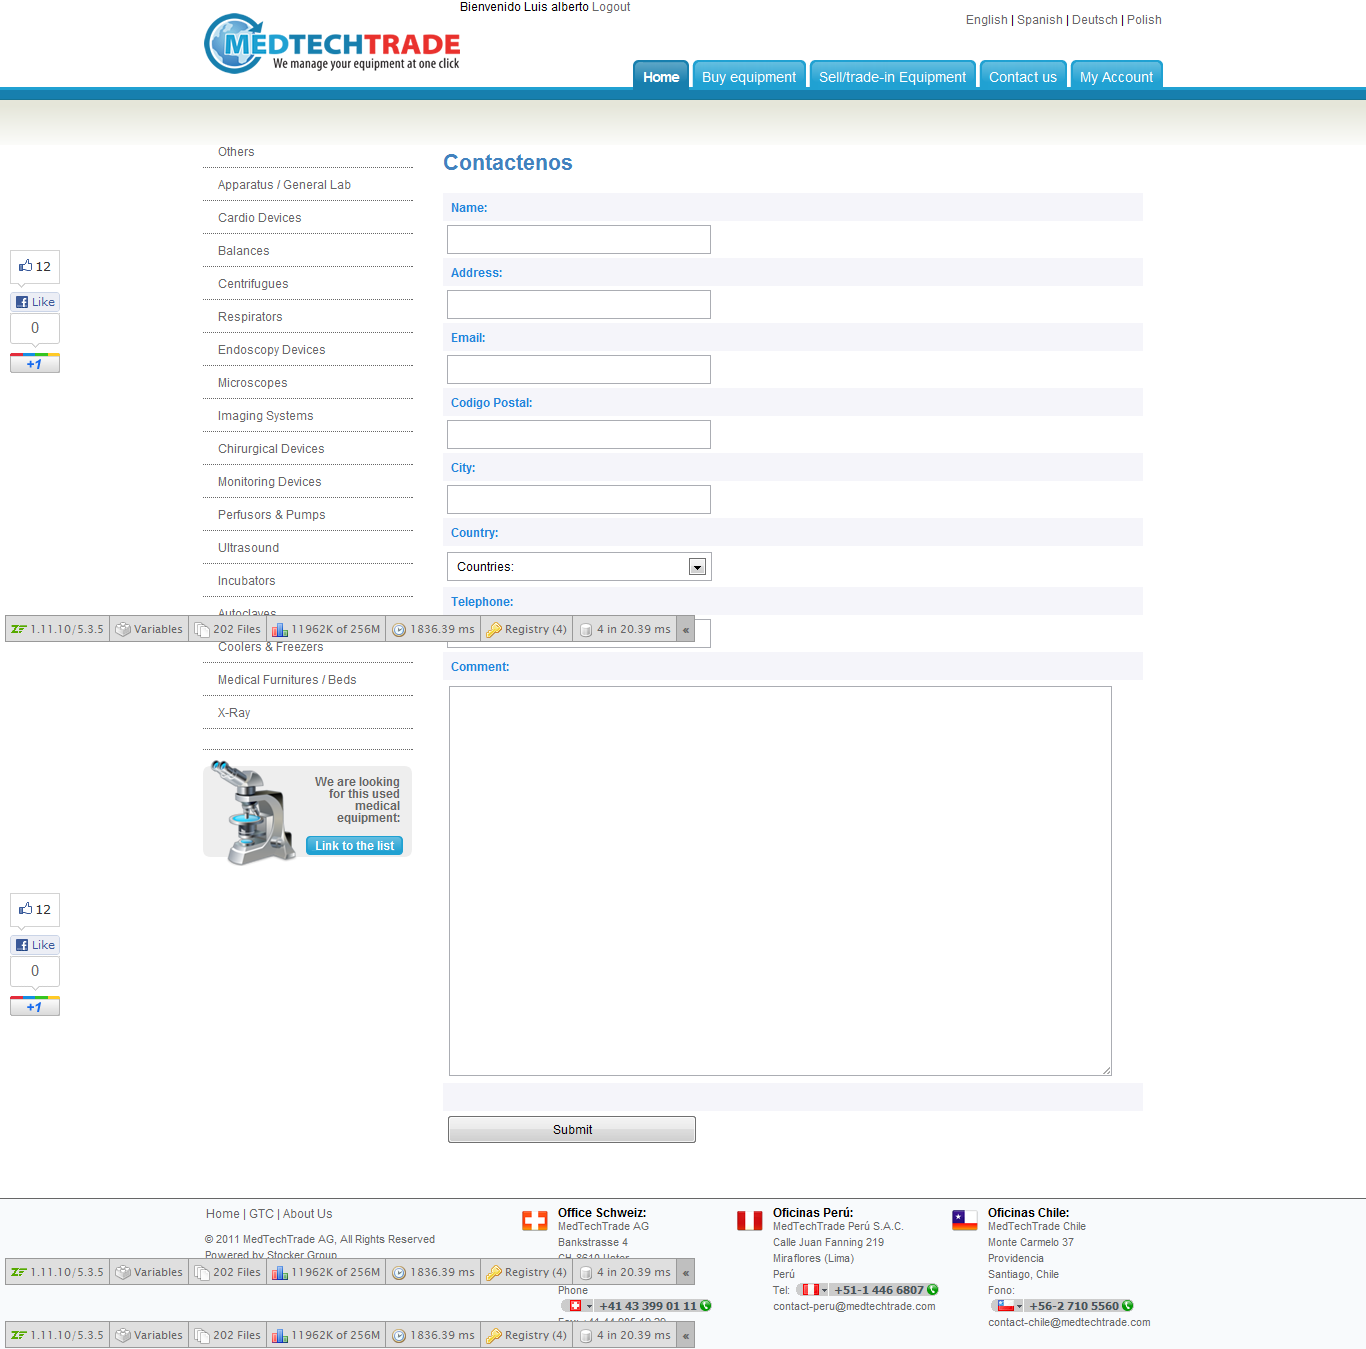 Bienvenido Luis alberto Logout
English | Spanish | Deutsch | Polish
MEDTECHTRADE
We manage your equipment at one click
Home
Buy equipment
Sell/trade-in Equipment
Contact us
My Account
Others
Apparatus / General Lab
Cardio Devices
Balances
Centrifugues
Respirators
Endoscopy Devices
Microscopes
Imaging Systems
Chirurgical Devices
Monitoring Devices
Perfusors & Pumps
Ultrasound
Incubators
Autoclaves
Coolers & Freezers
Medical Furnitures / Beds
X-Ray
We are looking
for this used
medical
equipment:
Link to the list
12
Like
0
+1
12
Like
0
+1
Contactenos
Name:
Address:
Email:
Codigo Postal:
City:
Country:
Countries:
Telephone:
Comment:
Submit
ZF 1.11.10/5.3.5 Variables 202 Files 11962K of 256M 1836.39 ms Registry (4) 4 in 20.39 ms «
Home | GTC | About Us
© 2011 MedTechTrade AG, All Rights Reserved
Powered by Stocker Group
Office Schweiz:
MedTechTrade AG
Bankstrasse 4
CH-8610 Uster
Phone
+41 43 399 01 11
Oficinas Perú:
MedTechTrade Perú S.A.C.
Calle Juan Fanning 219
Miraflores (Lima)
Perú
Tel: +51-1 446 6807
contact-peru@medtechtrade.com
Oficinas Chile:
MedTechTrade Chile
Monte Carmelo 37
Providencia
Santiago, Chile
Fono:
+56-2 710 5560
contact-chile@medtechtrade.com
ZF 1.11.10/5.3.5 Variables 202 Files 11962K of 256M 1836.39 ms Registry (4) 4 in 20.39 ms «
ZF 1.11.10/5.3.5 Variables 202 Files 11962K of 256M 1836.39 ms Registry (4) 4 in 20.39 ms «